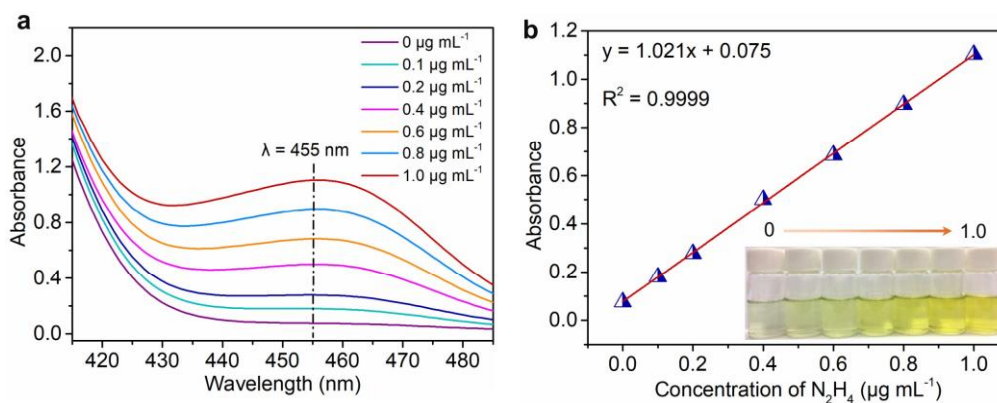 a
2.0
1.6
1.2
0.8
0.4
0.0
Absorbance
420 430 440 450 460 470 480
Wavelength (nm)
λ = 455 nm
0 µg mL⁻¹
0.1 µg mL⁻¹
0.2 µg mL⁻¹
0.4 µg mL⁻¹
0.6 µg mL⁻¹
0.8 µg mL⁻¹
1.0 µg mL⁻¹
b
1.2
1.0
0.8
0.6
0.4
0.2
0.0
Absorbance
y = 1.021x + 0.075
R² = 0.9999
0 1.0
0.0 0.2 0.4 0.6 0.8 1.0
Concentration of N₂H₄ (µg mL⁻¹)